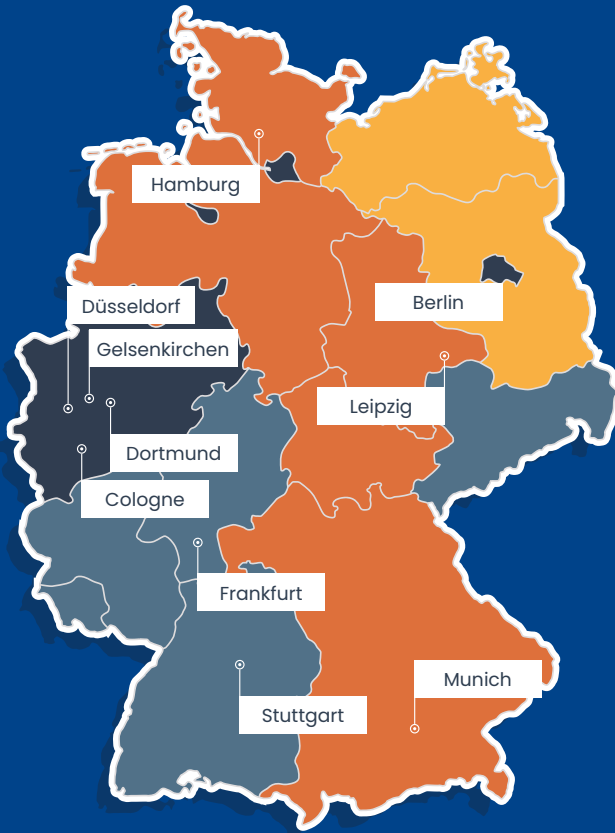 Hamburg
Düsseldorf
Berlin
Gelsenkirchen
Leipzig
Dortmund
Cologne
Frankfurt
Munich
Stuttgart